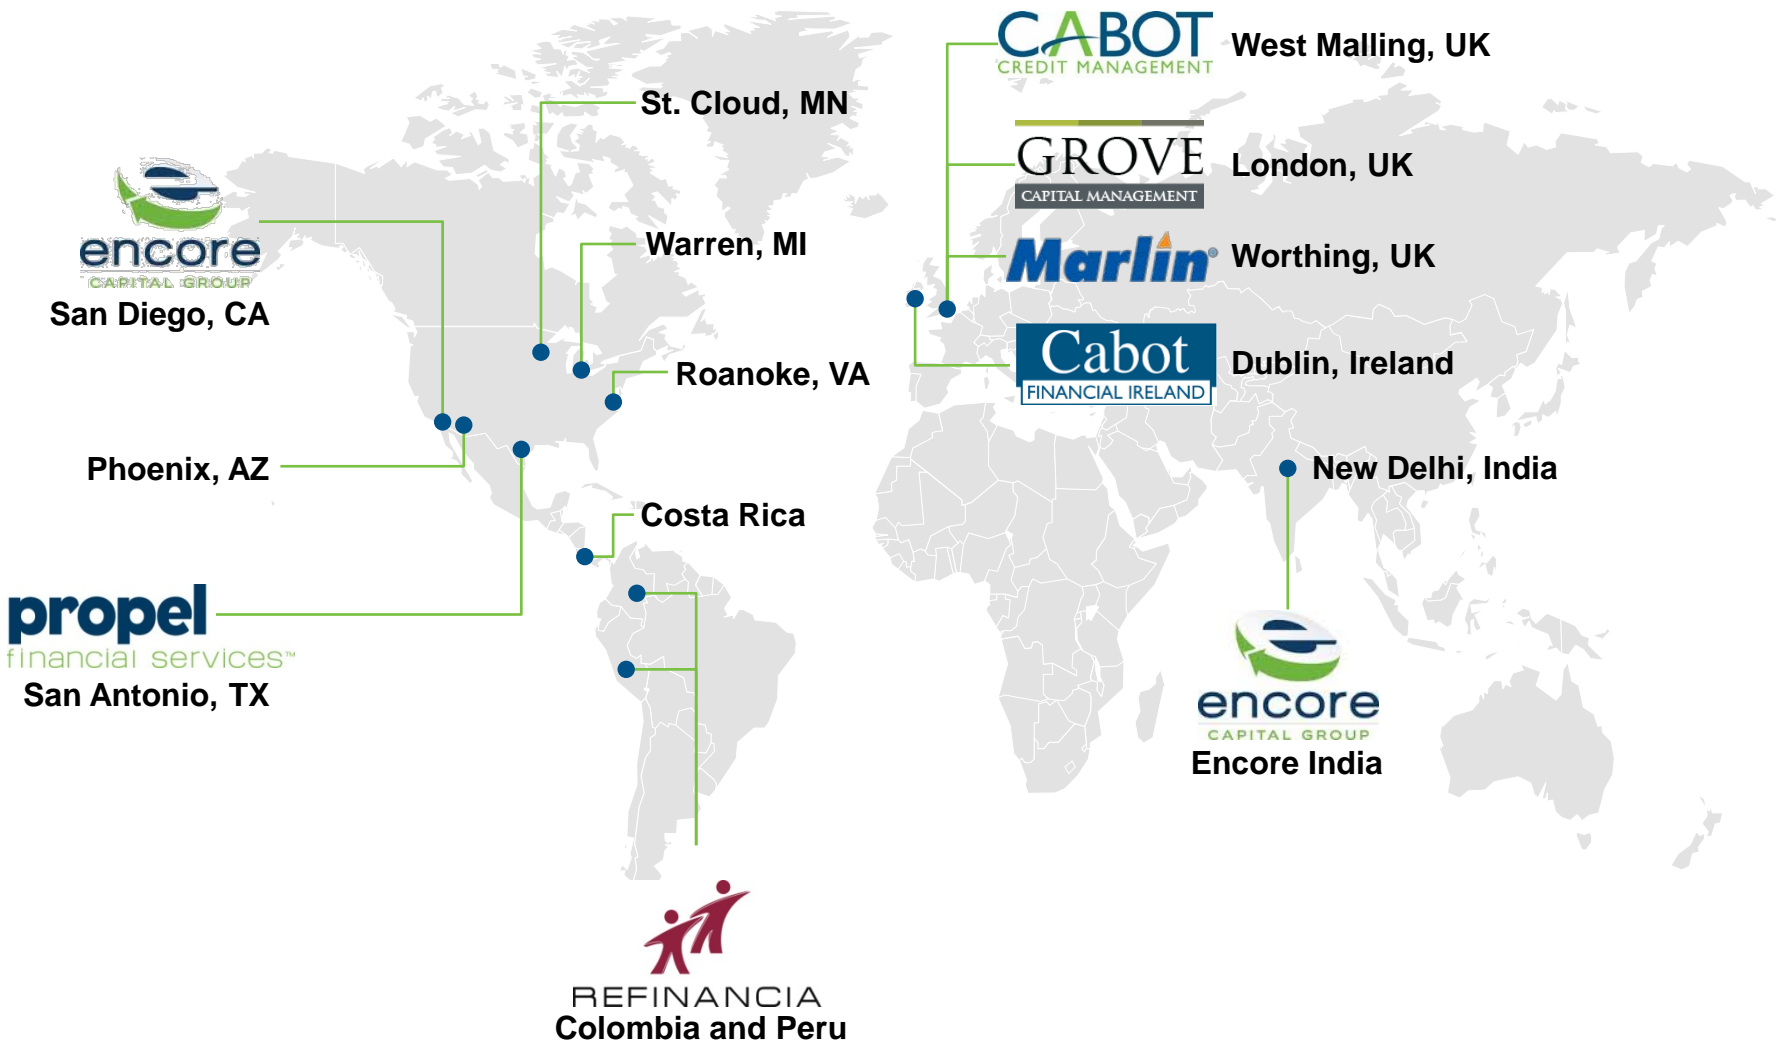 CABOT
CREDIT MANAGEMENT
West Malling, UK
St. Cloud, MN
GROVE
CAPITAL MANAGEMENT
London, UK
encore
CAPITAL GROUP
San Diego, CA
Warren, MI
Marlin®
Worthing, UK
Roanoke, VA
Cabot
FINANCIAL IRELAND
Dublin, Ireland
Phoenix, AZ
New Delhi, India
Costa Rica
propel
financial services™
San Antonio, TX
encore
CAPITAL GROUP
Encore India
REFINANCIA
Colombia and Peru